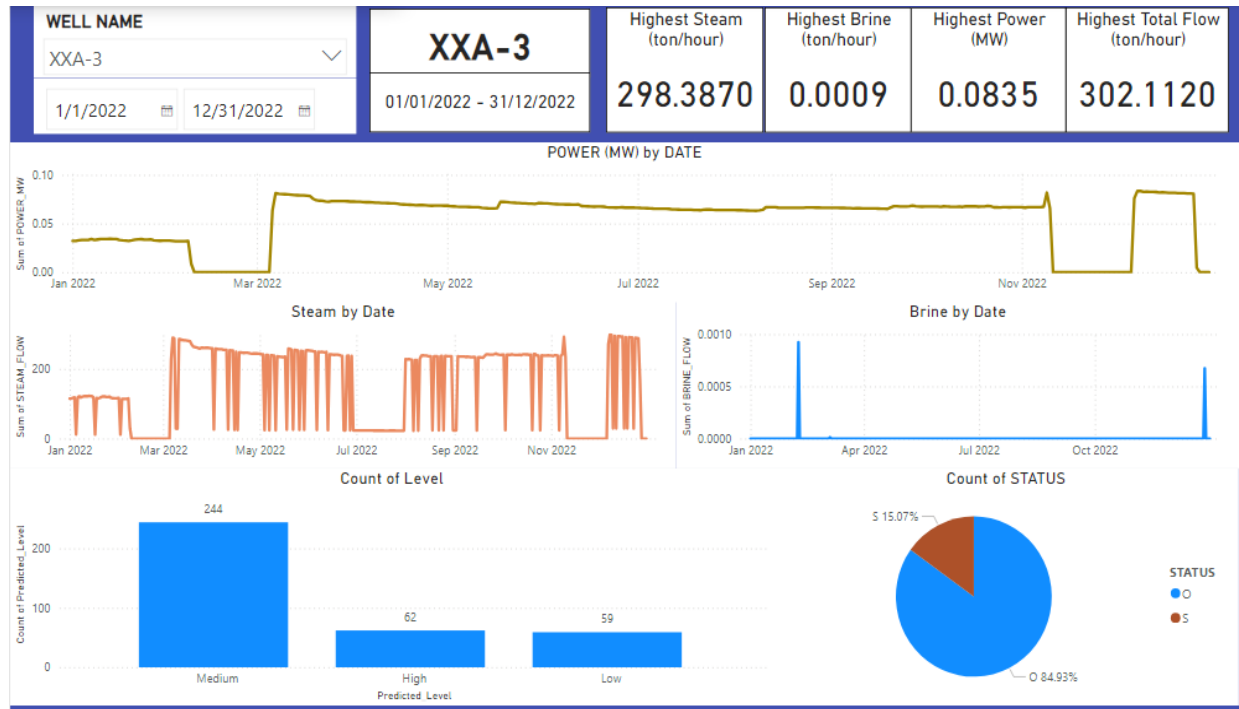 WELL NAME
XXA-3
1/1/2022
12/31/2022
XXA-3
01/01/2022 - 31/12/2022
Highest Steam
(ton/hour)
298.3870
Highest Brine
(ton/hour)
0.0009
Highest Power
(MW)
0.0835
Highest Total Flow
(ton/hour)
302.1120
POWER (MW) by DATE
Sum of POWER_MW
0.10
0.05
0.00
Jan 2022
Mar 2022
May 2022
Jul 2022
Sep 2022
Nov 2022
Steam by Date
Sum of STEAM_FLOW
200
0
Jan 2022
Mar 2022
May 2022
Jul 2022
Sep 2022
Nov 2022
Brine by Date
Sum of BRINE_FLOW
0.0010
0.0005
0.0000
Jan 2022
Apr 2022
Jul 2022
Oct 2022
Count of Level
Count of Predicted_Level
200
100
0
244
62
59
Medium
High
Low
Predicted_Level
Count of STATUS
S 15.07%
O 84.93%
STATUS
O
S